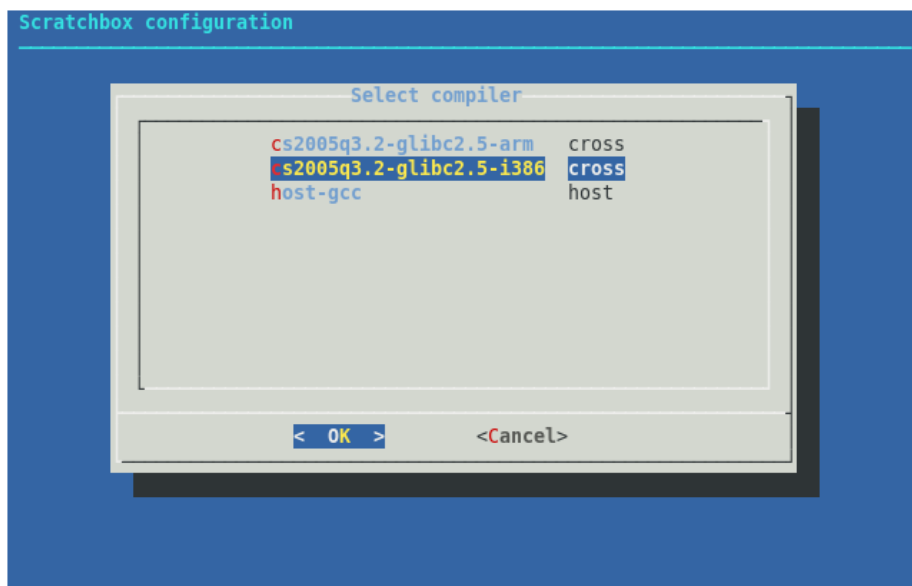 Scratchbox configuration
Select compiler
cs2005q3.2-glibc2.5-arm cross
cs2005q3.2-glibc2.5-i386 cross
host-gcc host
< OK > <Cancel>